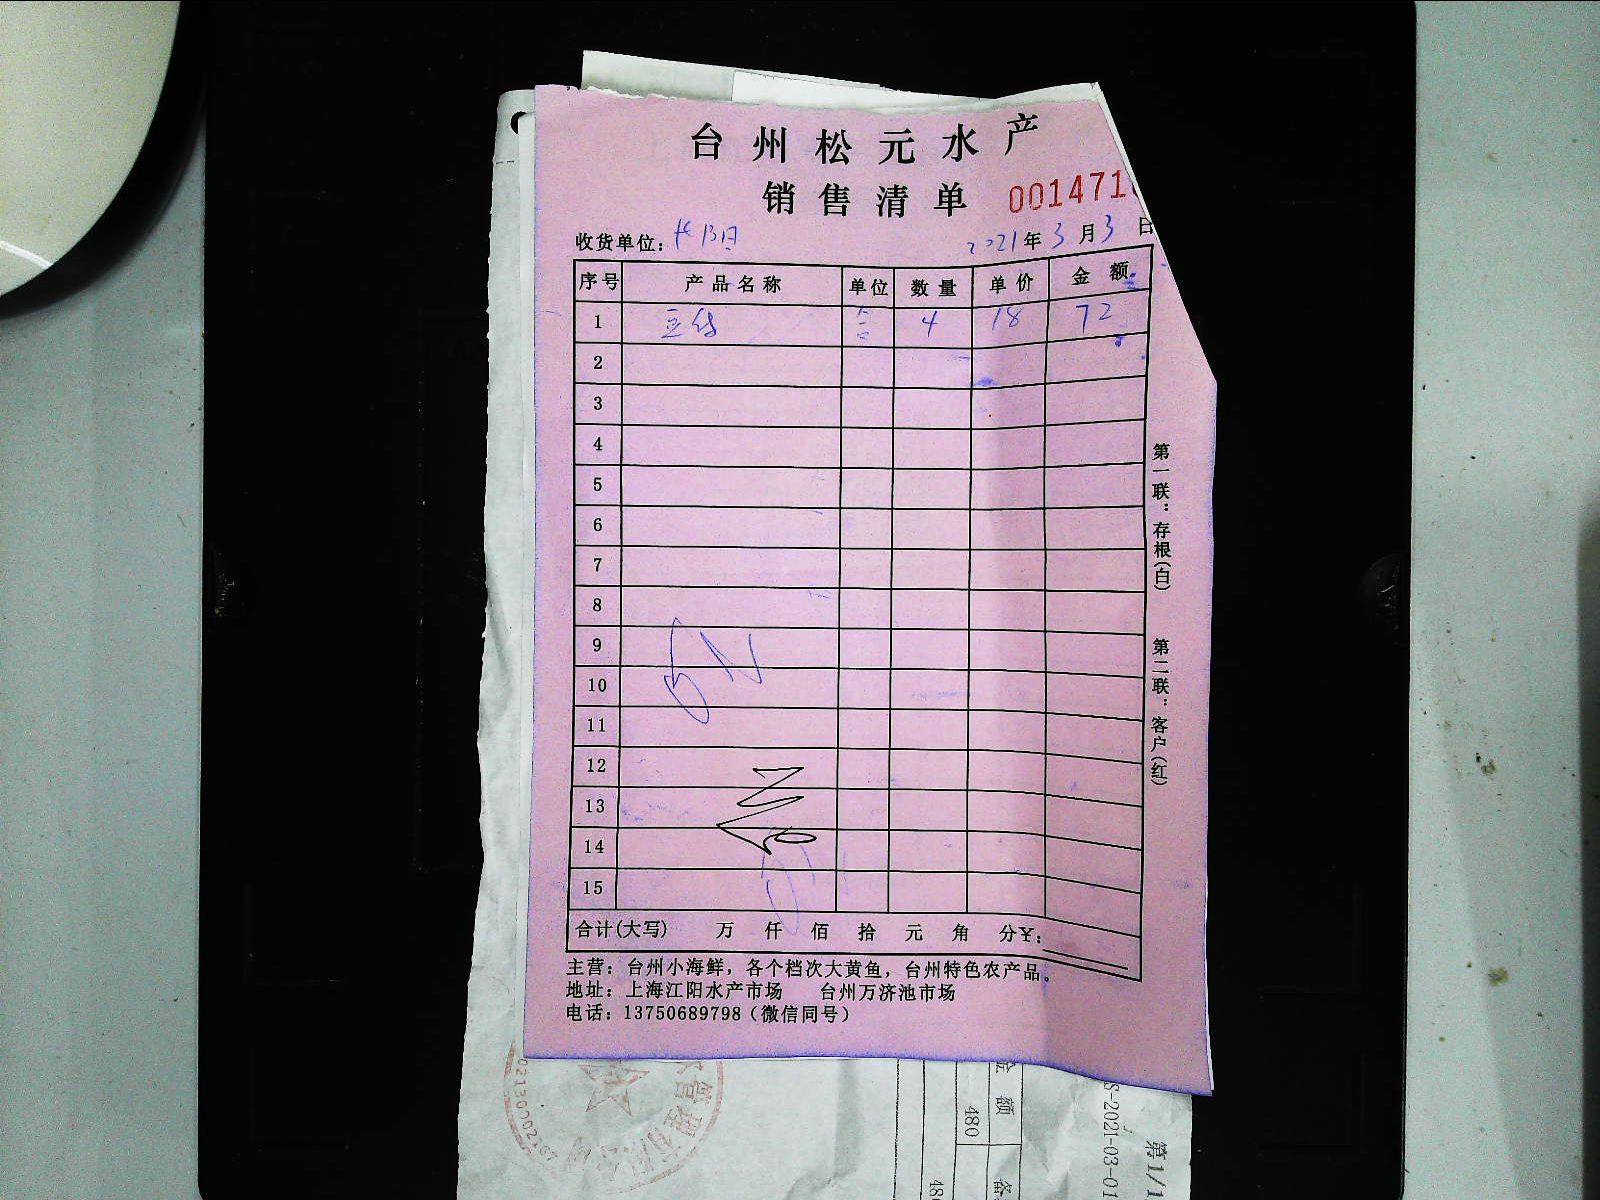 台州松元水产
销售清单 0014710
收货单位: 2021年3月3日
序号 产品名称 单位 数量 单价 金额
1 4 18 72
2
3
4
5
6
7
8
9
10
11
12
13
14
15
合计(大写) 万 仟 佰 拾 元 角 分¥:
主营：台州小海鲜，各个档次大黄鱼，台州特色农产品。
地址：上海江阳水产市场 台州万济池市场
电话：13750689798（微信同号）
第一联：存根(白) 第二联：客户(红)
金额
480
S-2021-03-01
第1/1